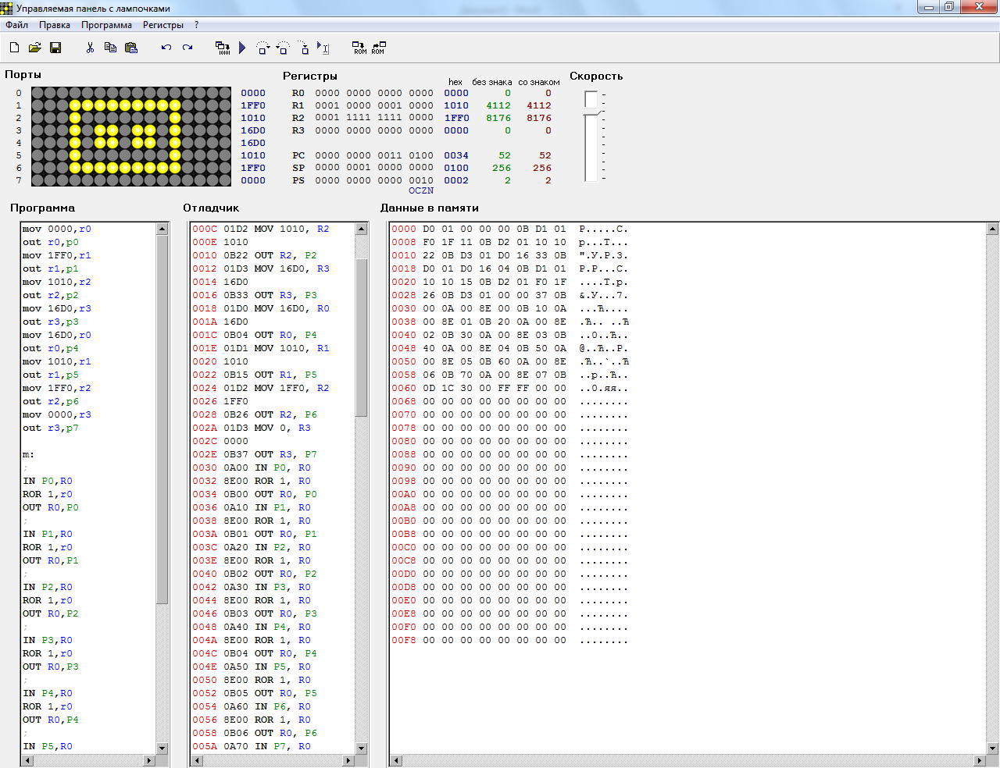 Управляемая панель с лампочками
Файл Правка Программа Регистры ?
ROM ROM
Порты
0 0000
1 1FF0
2 1010
3 16D0
4 16D0
5 1010
6 1FF0
7 0000
Регистры hex без знака со знаком
R0 0000 0000 0000 0000 0000 0 0
R1 0001 0000 0001 0000 1010 4112 4112
R2 0001 1111 1111 0000 1FF0 8176 8176
R3 0000 0000 0000 0000 0000 0 0
PC 0000 0000 0011 0100 0034 52 52
SP 0000 0001 0000 0000 0100 256 256
PS 0000 0000 0000 0010 0002 2 2
OCZN
Скорость
Программа
mov 0000,r0
out r0,p0
mov 1FF0,r1
out r1,p1
mov 1010,r2
out r2,p2
mov 16D0,r3
out r3,p3
mov 16D0,r0
out r0,p4
mov 1010,r1
out r1,p5
mov 1FF0,r2
out r2,p6
mov 0000,r3
out r3,p7
m:
;
IN P0,R0
ROR 1,r0
OUT R0,P0
;
IN P1,R0
ROR 1,r0
OUT R0,P1
;
IN P2,R0
ROR 1,r0
OUT R0,P2
;
IN P3,R0
ROR 1,r0
OUT R0,P3
;
IN P4,R0
ROR 1,r0
OUT R0,P4
;
IN P5,R0
Отладчик
000C 01D2 MOV 1010, R2
000E 1010
0010 0B22 OUT R2, P2
0012 01D3 MOV 16D0, R3
0014 16D0
0016 0B33 OUT R3, P3
0018 01D0 MOV 16D0, R0
001A 16D0
001C 0B04 OUT R0, P4
001E 01D1 MOV 1010, R1
0020 1010
0022 0B15 OUT R1, P5
0024 01D2 MOV 1FF0, R2
0026 1FF0
0028 0B26 OUT R2, P6
002A 01D3 MOV 0, R3
002C 0000
002E 0B37 OUT R3, P7
0030 0A00 IN P0, R0
0032 8E00 ROR 1, R0
0034 0B00 OUT R0, P0
0036 0A10 IN P1, R0
0038 8E00 ROR 1, R0
003A 0B01 OUT R0, P1
003C 0A20 IN P2, R0
003E 8E00 ROR 1, R0
0040 0B02 OUT R0, P2
0042 0A30 IN P3, R0
0044 8E00 ROR 1, R0
0046 0B03 OUT R0, P3
0048 0A40 IN P4, R0
004A 8E00 ROR 1, R0
004C 0B04 OUT R0, P4
004E 0A50 IN P5, R0
0050 8E00 ROR 1, R0
0052 0B05 OUT R0, P5
0054 0A60 IN P6, R0
0056 8E00 ROR 1, R0
0058 0B06 OUT R0, P6
005A 0A70 IN P7, R0
Данные в памяти
0000 D0 01 00 00 00 0B D1 01 Р.....С.
0008 F0 1F 11 0B D2 01 10 10 р...Т...
0010 22 0B D3 01 D0 16 33 0B ".У.Р.3.
0018 D0 01 D0 16 04 0B D1 01 Р.Р...С.
0020 10 10 15 0B D2 01 F0 1F ....Т.р.
0028 26 0B D3 01 00 00 37 0B &.У...7.
0030 00 0A 00 8E 00 0B 10 0A ...Ћ....
0038 00 8E 01 0B 20 0A 00 8E .Ћ.. ..Ћ
0040 02 0B 30 0A 00 8E 03 0B ..0..Ћ..
0048 40 0A 00 8E 04 0B 50 0A @..Ћ..P.
0050 00 8E 05 0B 60 0A 00 8E .Ћ..`..Ћ
0058 06 0B 70 0A 00 8E 07 0B ..p..Ћ..
0060 0D 1C 30 00 FF FF 00 00 ..0.яя..
0068 00 00 00 00 00 00 00 00 ........
0070 00 00 00 00 00 00 00 00 ........
0078 00 00 00 00 00 00 00 00 ........
0080 00 00 00 00 00 00 00 00 ........
0088 00 00 00 00 00 00 00 00 ........
0090 00 00 00 00 00 00 00 00 ........
0098 00 00 00 00 00 00 00 00 ........
00A0 00 00 00 00 00 00 00 00 ........
00A8 00 00 00 00 00 00 00 00 ........
00B0 00 00 00 00 00 00 00 00 ........
00B8 00 00 00 00 00 00 00 00 ........
00C0 00 00 00 00 00 00 00 00 ........
00C8 00 00 00 00 00 00 00 00 ........
00D0 00 00 00 00 00 00 00 00 ........
00D8 00 00 00 00 00 00 00 00 ........
00E0 00 00 00 00 00 00 00 00 ........
00E8 00 00 00 00 00 00 00 00 ........
00F0 00 00 00 00 00 00 00 00 ........
00F8 00 00 00 00 00 00 00 00 ........